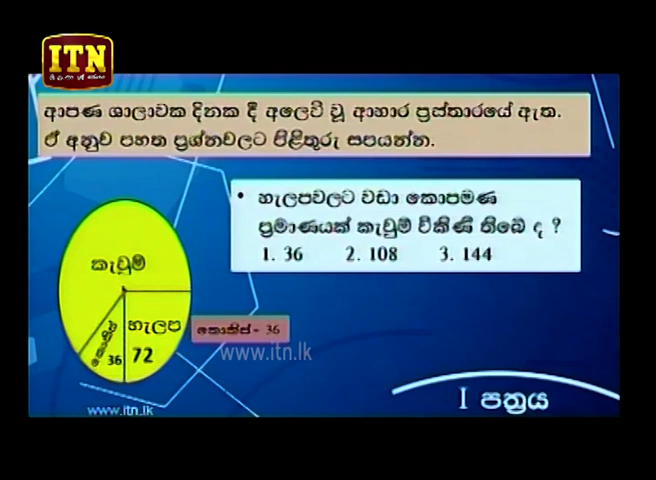 ITN
ආපණ ශාලාවක දිනක දී අලෙවි වූ ආහාර ප්‍රස්තාරයේ ඇත.
ඒ අනුව පහත ප්‍රශ්නවලට පිළිතුරු සපයන්න.
• හැලපවලට වඩා කොපමණ
ප්‍රමාණයක් කැවුම් විකිණී තිබේ ද ?
1. 36 2. 108 3. 144
කැවුම්
හැලප
72
කොකිස්
36
කොකිස් - 36
www.itn.lk
I පත්‍රය
www.itn.lk